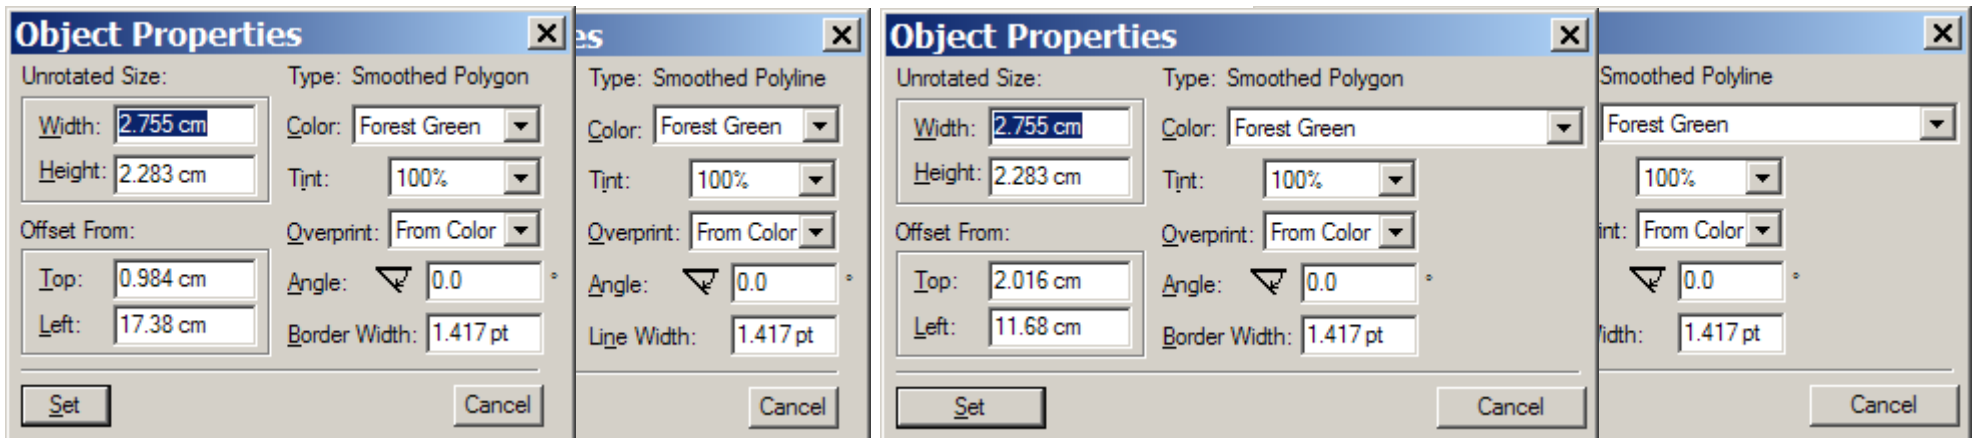 Object Properties
Unrotated Size:
Type: Smoothed Polygon
Width: 2.755 cm
Color: Forest Green
Height: 2.283 cm
Tint: 100%
Offset From:
Overprint: From Color
Top: 0.984 cm
Angle: 0.0 °
Left: 17.38 cm
Border Width: 1.417 pt
Set
Cancel
es
Type: Smoothed Polyline
Color: Forest Green
Tint: 100%
Overprint: From Color
Angle: 0.0 °
Line Width: 1.417 pt
Cancel
Object Properties
Unrotated Size:
Type: Smoothed Polygon
Width: 2.755 cm
Color: Forest Green
Height: 2.283 cm
Tint: 100%
Offset From:
Overprint: From Color
Top: 2.016 cm
Angle: 0.0 °
Left: 11.68 cm
Border Width: 1.417 pt
Set
Cancel
Smoothed Polyline
Forest Green
100%
int: From Color
0.0 °
idth: 1.417 pt
Cancel